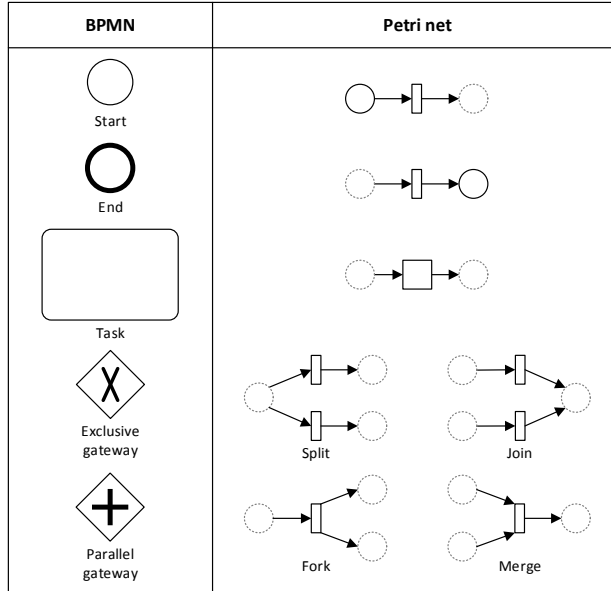 BPMN
Petri net
Start
End
Task
Exclusive
gateway
Split
Join
Parallel
gateway
Fork
Merge